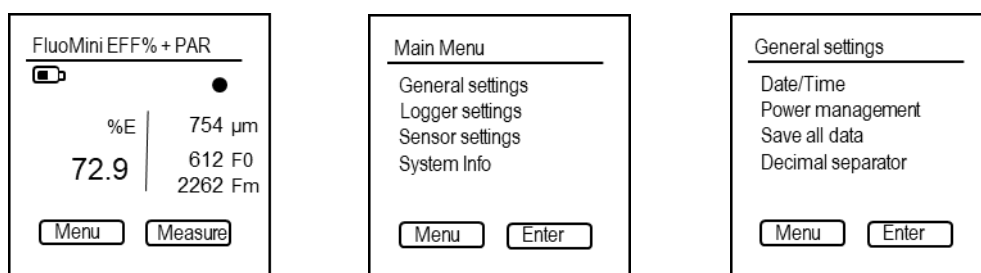 FluoMini EFF% + PAR
%E
72.9
754 µm
612 F0
2262 Fm
Menu Measure
Main Menu
General settings
Logger settings
Sensor settings
System Info
Menu Enter
General settings
Date/Time
Power management
Save all data
Decimal separator
Menu Enter